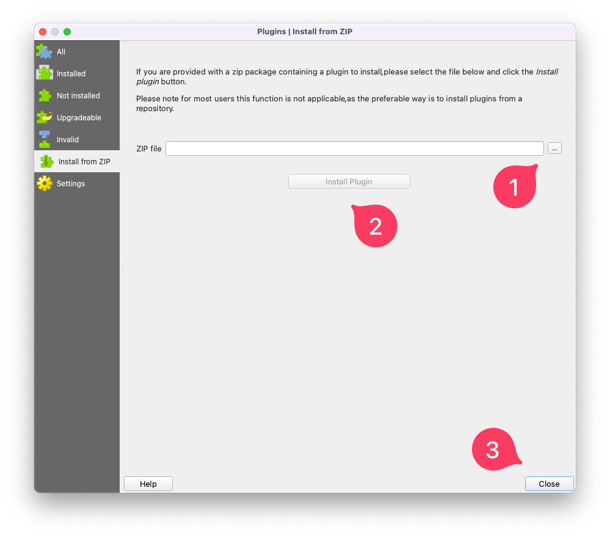 Plugins | Install from ZIP
All
Installed
Not installed
Upgradeable
Invalid
Install from ZIP
Settings
If you are provided with a zip package containing a plugin to install,please select the file below and click the Install
plugin button.
Please note for most users this function is not applicable,as the preferable way is to install plugins from a
repository.
ZIP file
...
Install Plugin
1
2
3
Help
Close